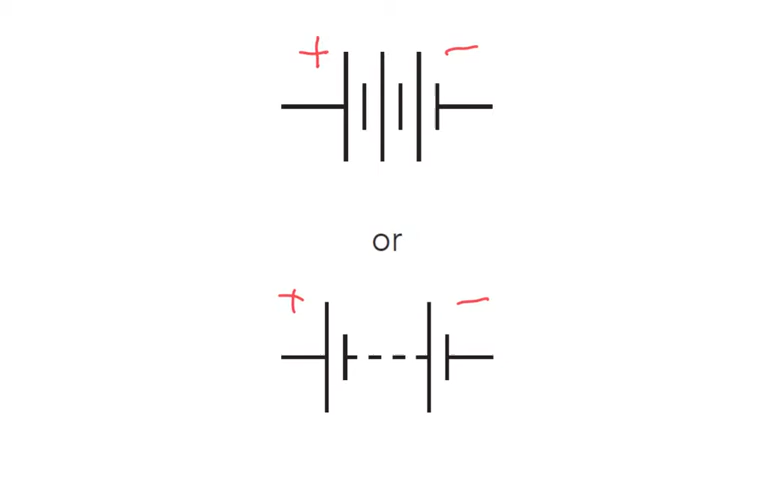 + −
or
+ −